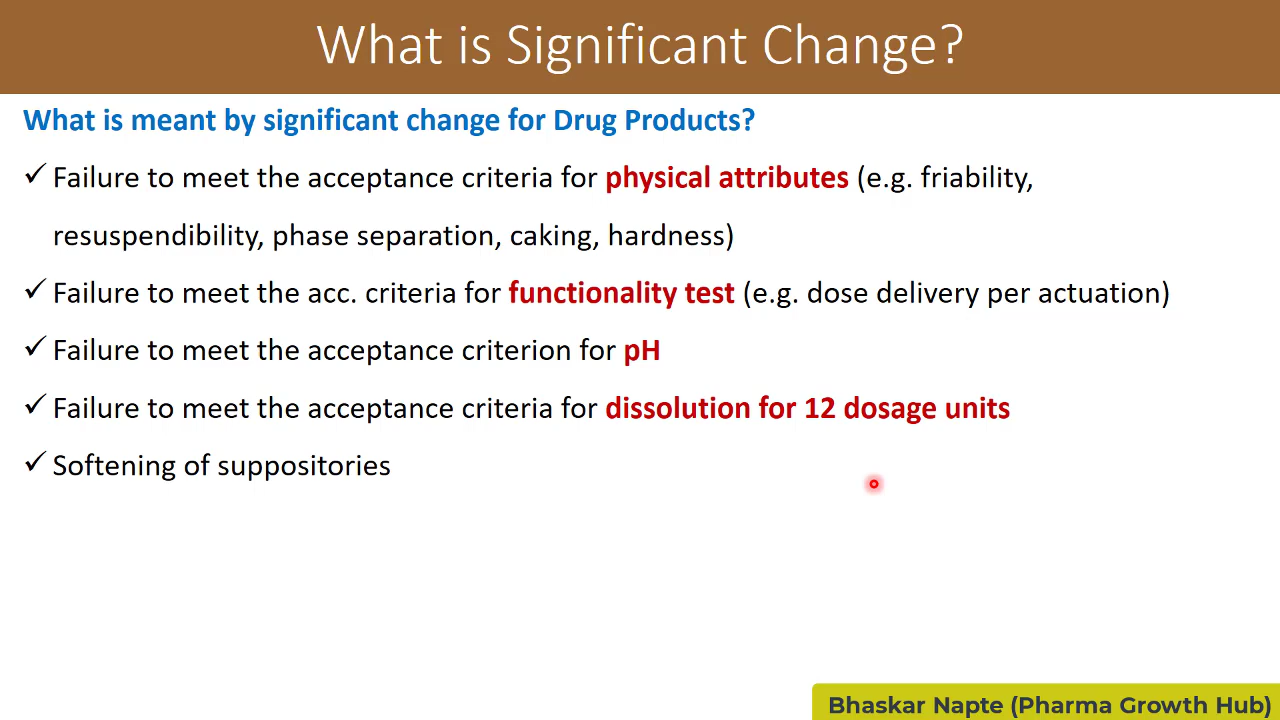 What is Significant Change?
What is meant by significant change for Drug Products?
✓ Failure to meet the acceptance criteria for physical attributes (e.g. friability,
resuspendibility, phase separation, caking, hardness)
✓ Failure to meet the acc. criteria for functionality test (e.g. dose delivery per actuation)
✓ Failure to meet the acceptance criterion for pH
✓ Failure to meet the acceptance criteria for dissolution for 12 dosage units
✓ Softening of suppositories
Bhaskar Napte (Pharma Growth Hub)